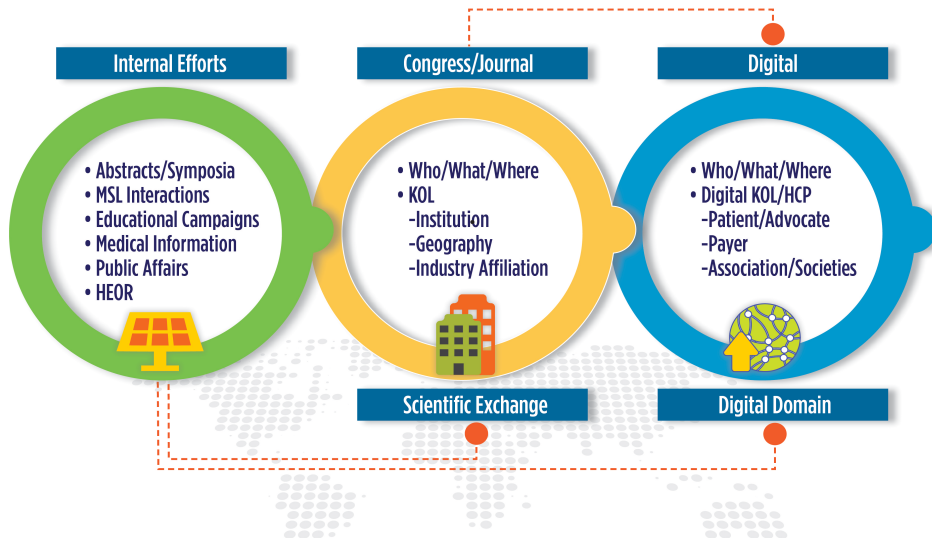 Internal Efforts
• Abstracts/Symposia
• MSL Interactions
• Educational Campaigns
• Medical Information
• Public Affairs
• HEOR
Congress/Journal
• Who/What/Where
• KOL
-Institution
-Geography
-Industry Affiliation
Scientific Exchange
Digital
• Who/What/Where
• Digital KOL/HCP
-Patient/Advocate
-Payer
-Association/Societies
Digital Domain